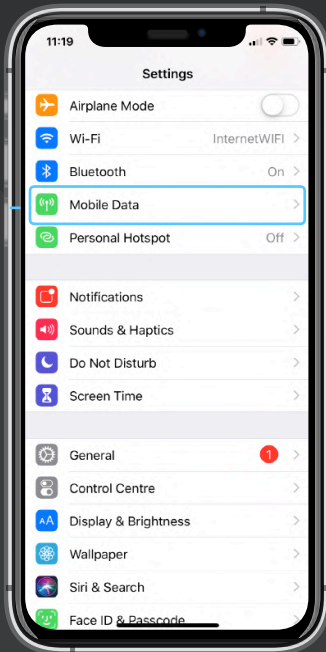 11:19
Settings
Airplane Mode
Wi-Fi InternetWIFI
Bluetooth On
Mobile Data
Personal Hotspot Off
Notifications
Sounds & Haptics
Do Not Disturb
Screen Time
General 1
Control Centre
AA Display & Brightness
Wallpaper
Siri & Search
Face ID & Passcode